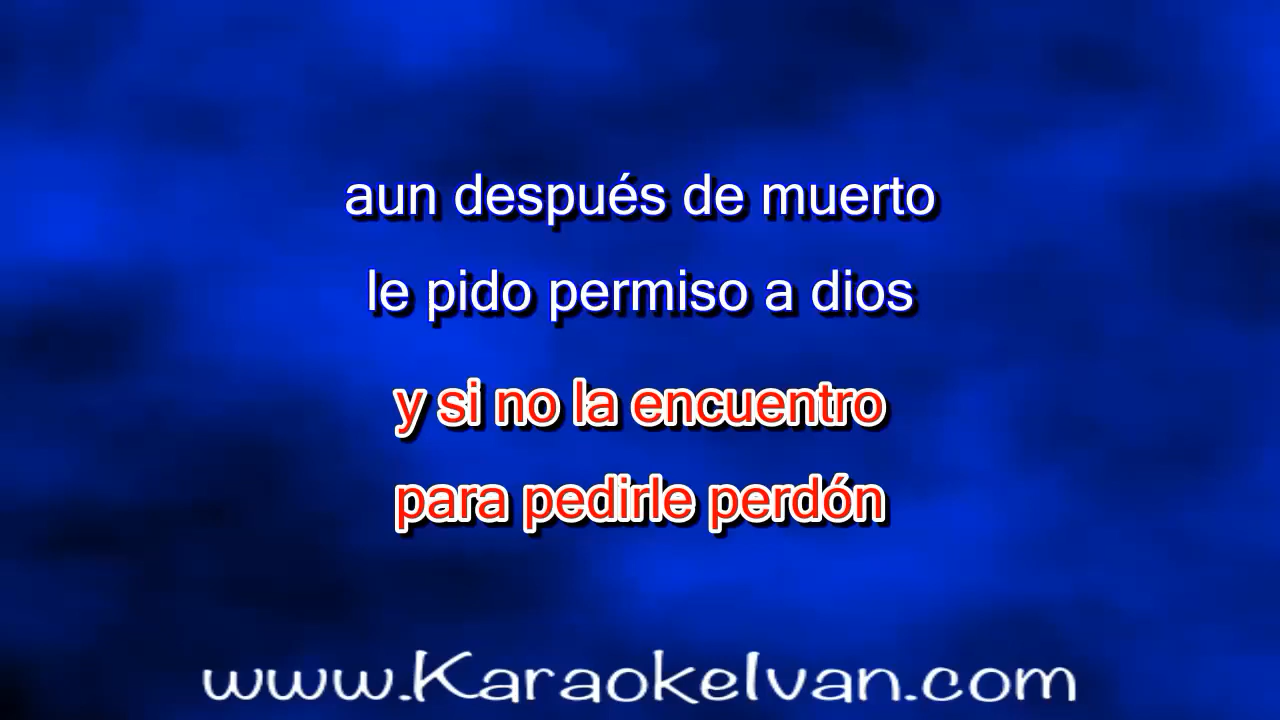 aun después de muerto
le pido permiso a dios
y si no la encuentro
para pedirle perdón
www.KaraokeIvan.com